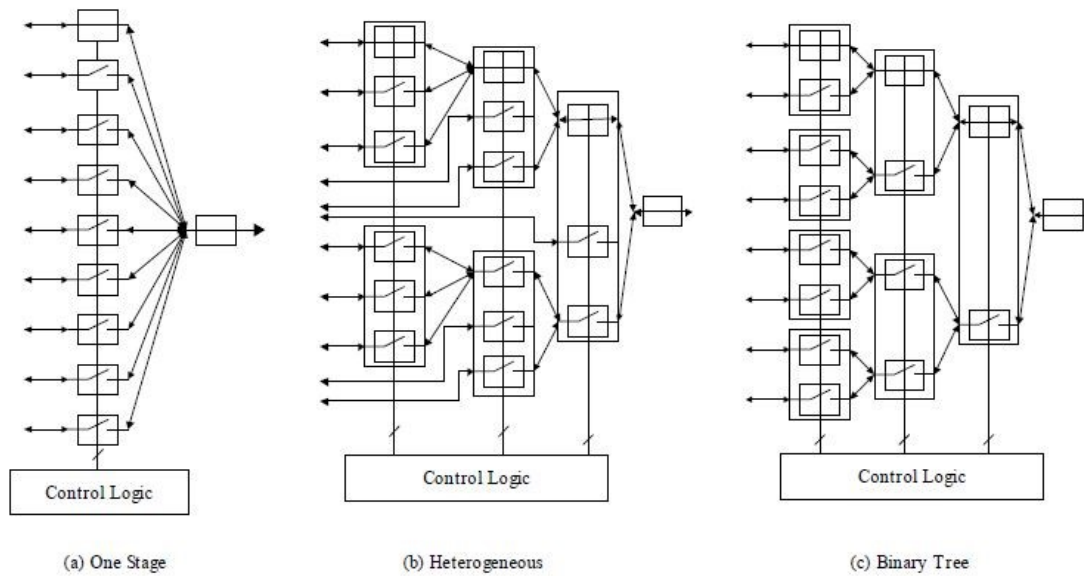 Control Logic
Control Logic
Control Logic
(a) One Stage
(b) Heterogeneous
(c) Binary Tree